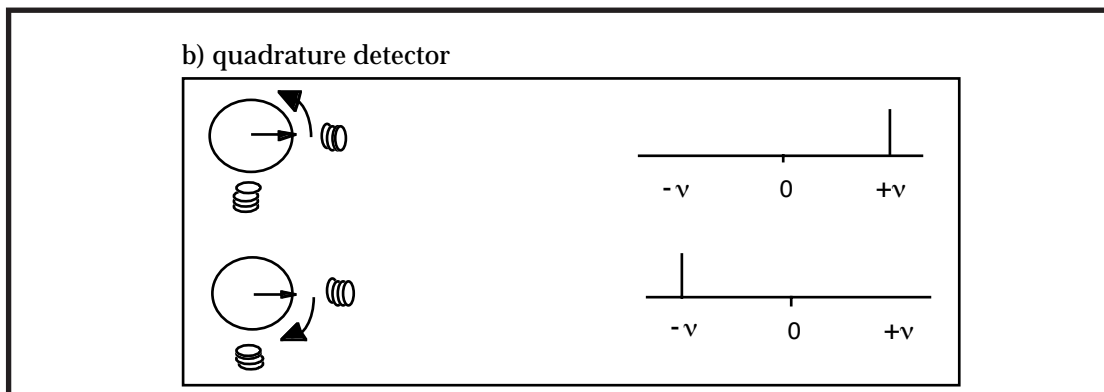 b) quadrature detector
-ν 0 +ν
-ν 0 +ν